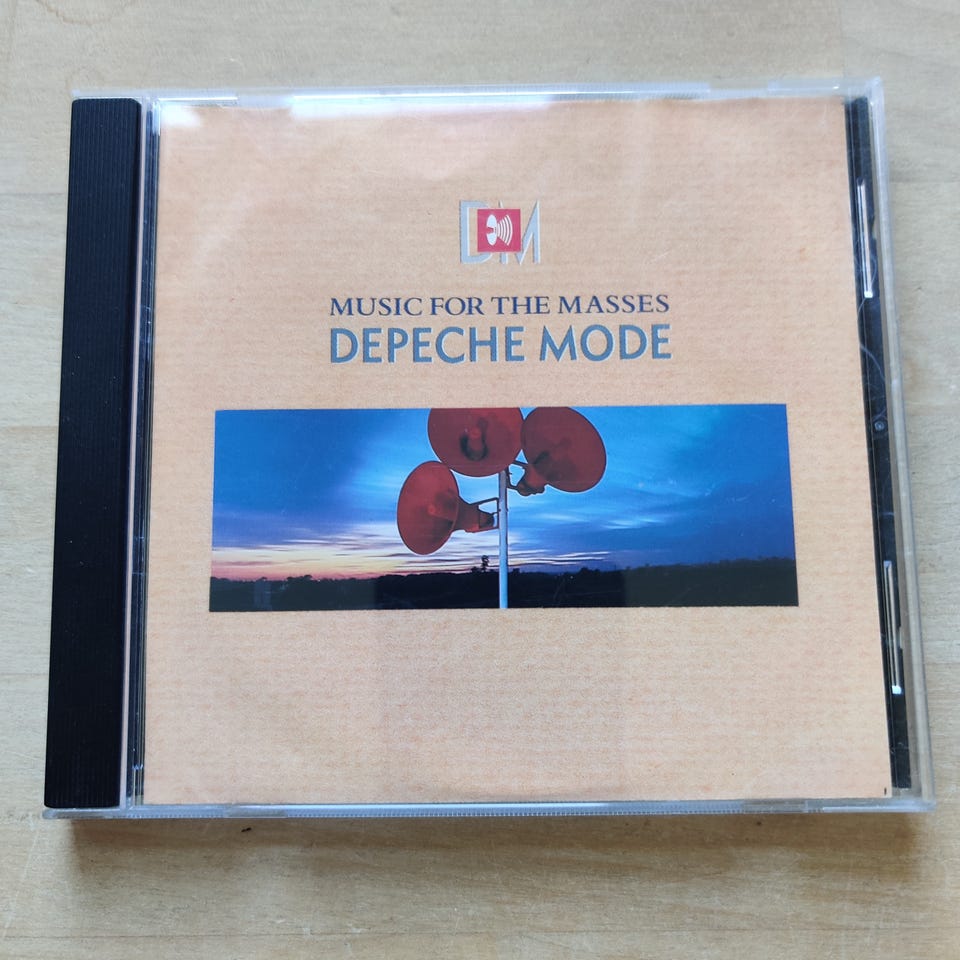 DM
MUSIC FOR THE MASSES
DEPECHE MODE